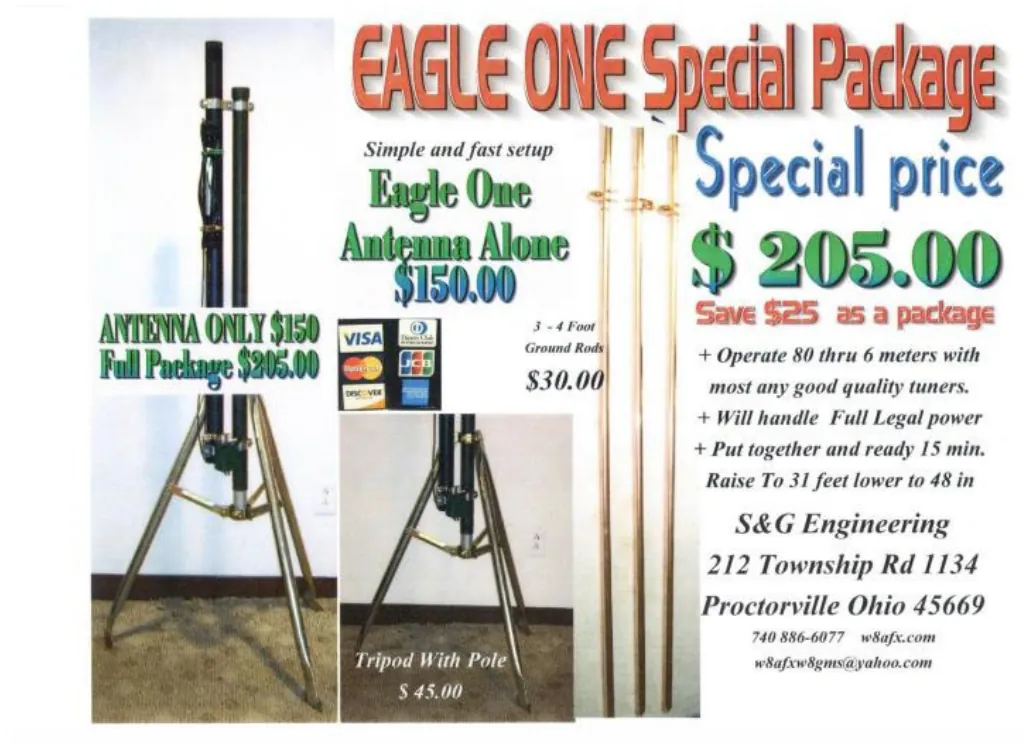 EAGLE ONE Special Package
Simple and fast setup
Eagle One
Antenna Alone
$150.00
Special price
$ 205.00
Save $25 as a package
ANTENNA ONLY $150
Full Package $205.00
VISA
Diners Club
MasterCard
JCB
DISCOVER
3 - 4 Foot
Ground Rods
$30.00
+ Operate 80 thru 6 meters with
most any good quality tuners.
+ Will handle Full Legal power
+ Put together and ready 15 min.
Raise To 31 feet lower to 48 in
S&G Engineering
212 Township Rd 1134
Proctorville Ohio 45669
740 886-6077 w8afx.com
w8afxw8gms@yahoo.com
Tripod With Pole
$ 45.00